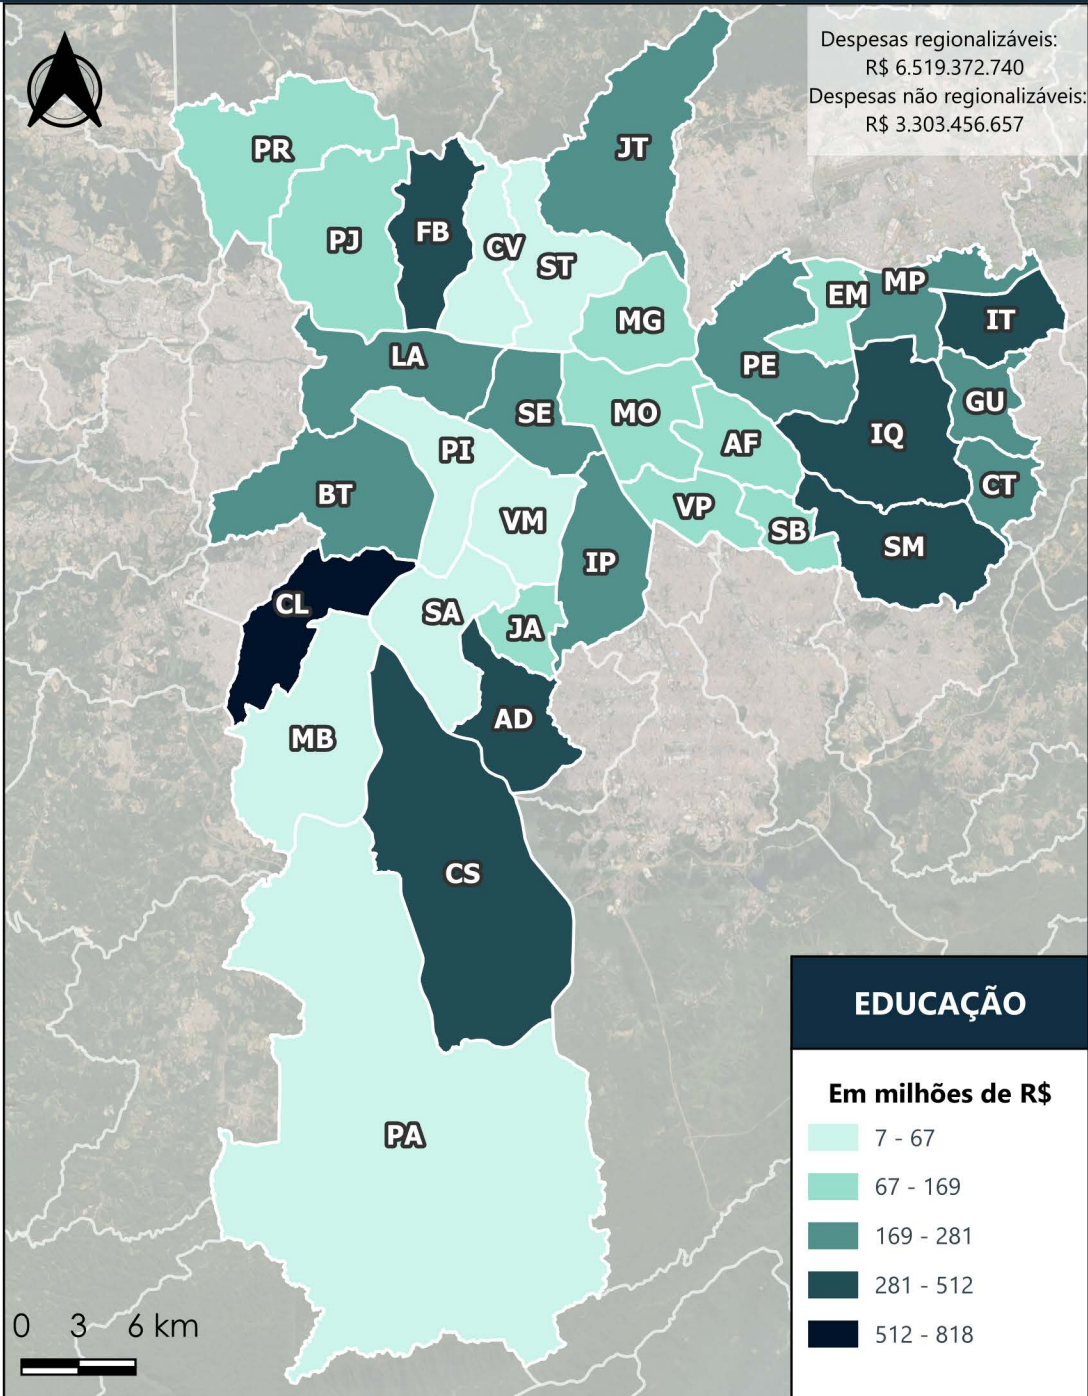 Despesas regionalizáveis:
R$ 6.519.372.740
Despesas não regionalizáveis:
R$ 3.303.456.657
JT
PR
FB
PJ
CV
ST
MP
EM
IT
MG
LA
PE
GU
SE
MO
IQ
AF
PI
CT
BT
VP
VM
SB
SM
IP
CL
SA
JA
AD
MB
CS
PA
EDUCAÇÃO
Em milhões de R$
7 - 67
67 - 169
169 - 281
281 - 512
512 - 818
0 3 6 km